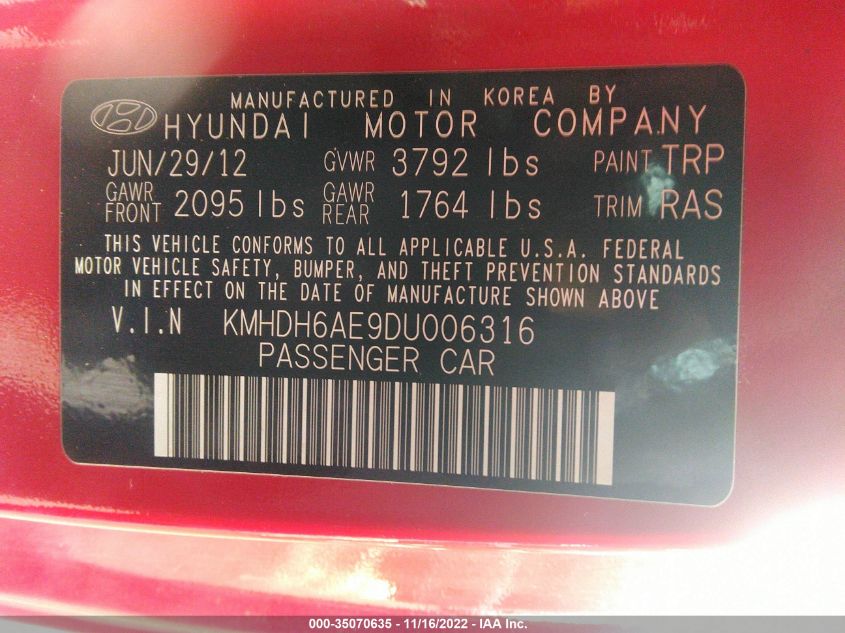 MANUFACTURED IN KOREA BY
HYUNDAI MOTOR COMPANY
JUN/29/12 GVWR 3792 lbs PAINT TRP
GAWR FRONT 2095 lbs GAWR REAR 1764 lbs TRIM RAS
THIS VEHICLE CONFORMS TO ALL APPLICABLE U.S.A. FEDERAL
MOTOR VEHICLE SAFETY, BUMPER, AND THEFT PREVENTION STANDARDS
IN EFFECT ON THE DATE OF MANUFACTURE SHOWN ABOVE
V.I.N KMHDH6AE9DU006316
PASSENGER CAR
000-35070635 - 11/16/2022 - IAA Inc.